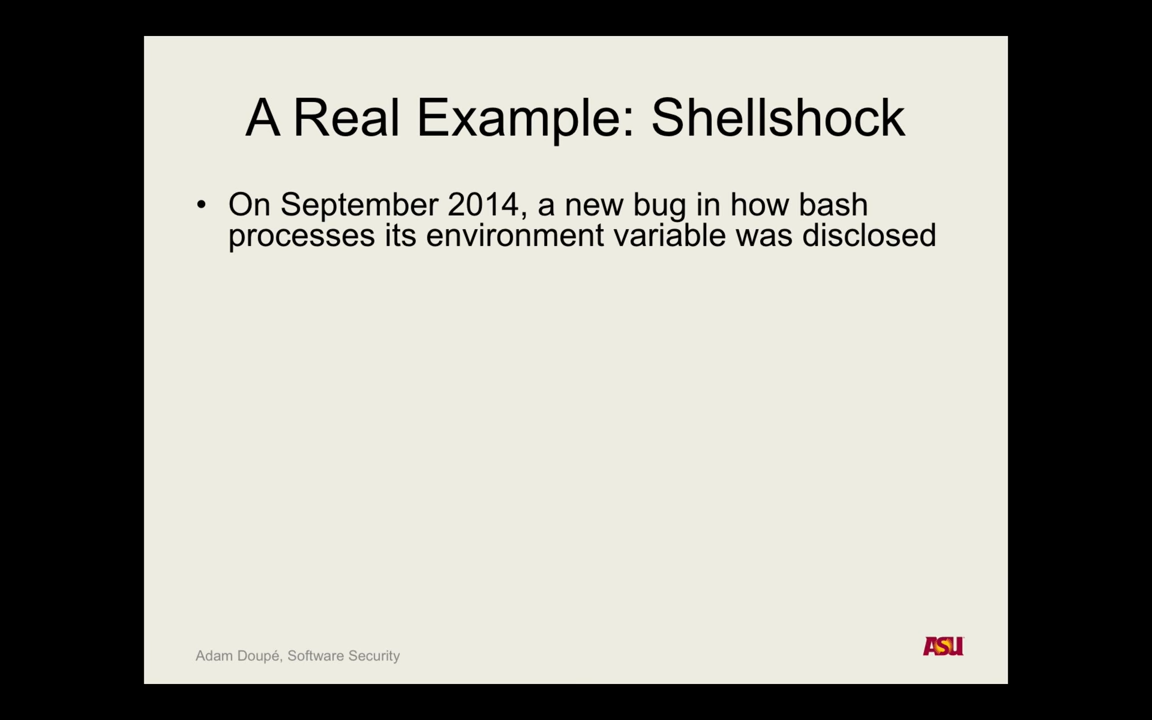 A Real Example: Shellshock
• On September 2014, a new bug in how bash
processes its environment variable was disclosed
Adam Doupé, Software Security
ASU